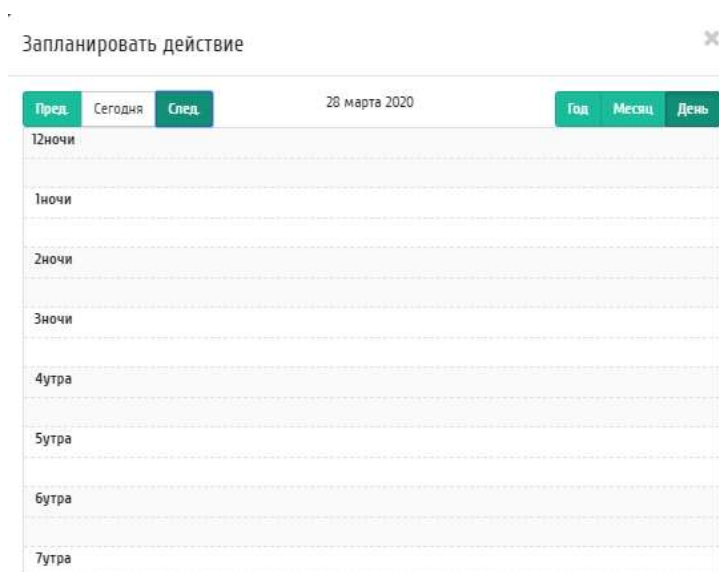 Запланировать действие
Пред. Сегодня След. 28 марта 2020 Год Месяц День
12ночи
1ночи
2ночи
3ночи
4утра
5утра
6утра
7утра